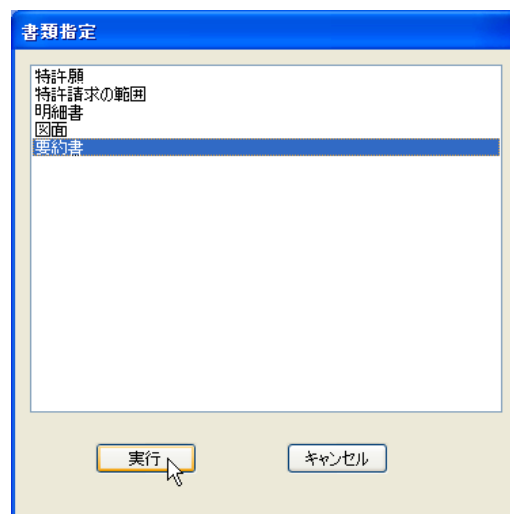 書類指定
特許願
特許請求の範囲
明細書
図面
要約書
実行
キャンセル